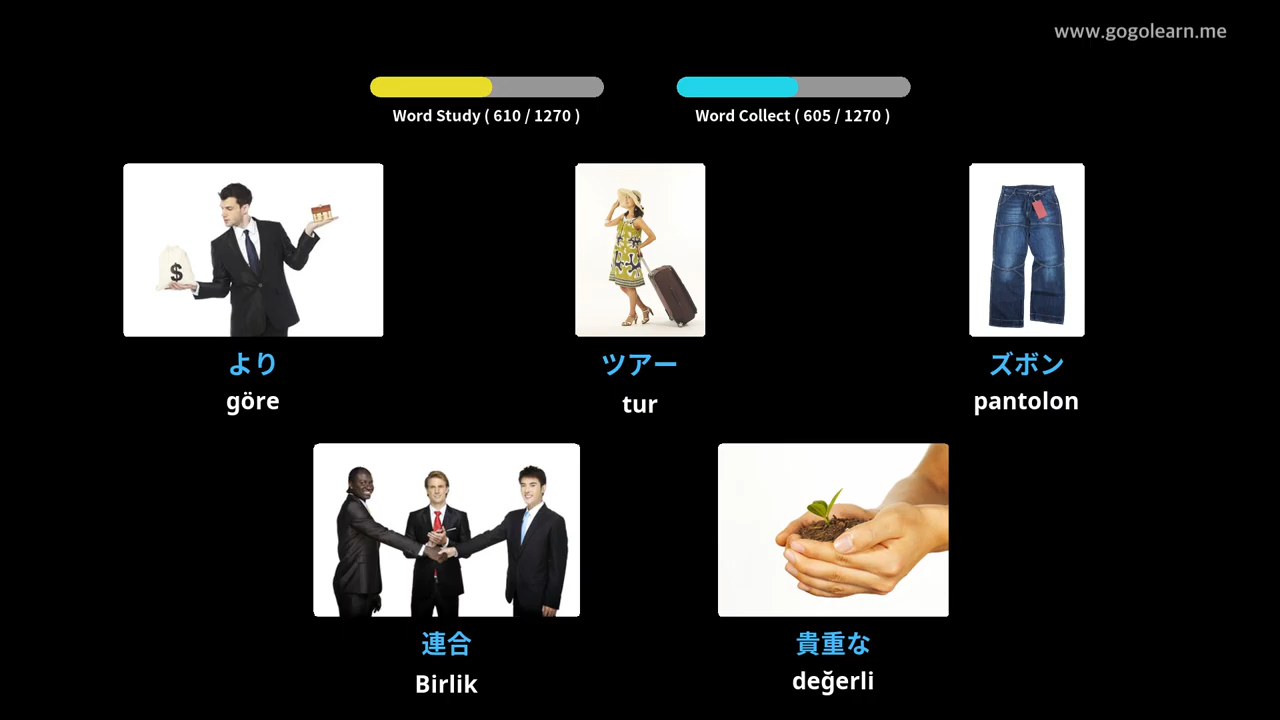 www.gogolearn.me
Word Study ( 610 / 1270 )
Word Collect ( 605 / 1270 )
$
より
göre
ツアー
tur
ズボン
pantolon
連合
Birlik
貴重な
değerli